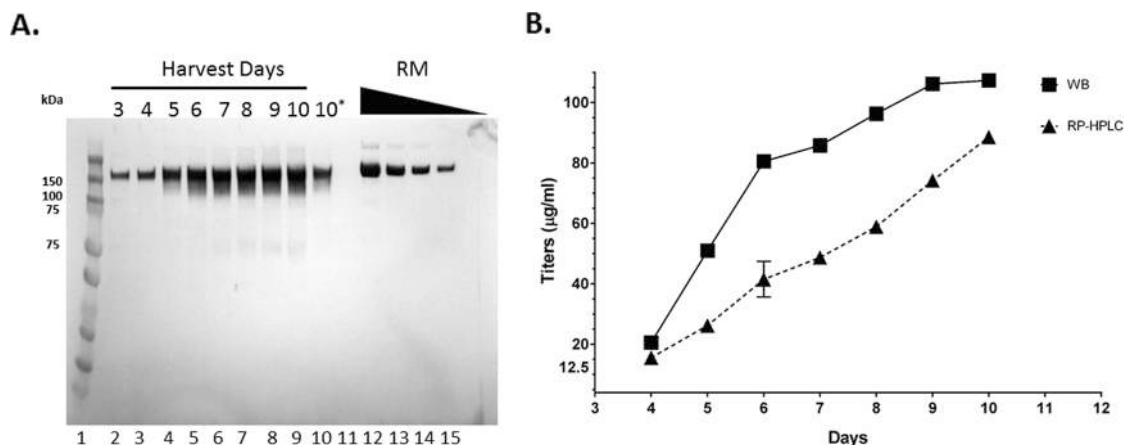 A.
Harvest Days
RM
kDa
3 4 5 6 7 8 9 10 10*
150
100
75
75
1 2 3 4 5 6 7 8 9 10 11 12 13 14 15
B.
100
80
60
40
20
12.5
Titers (µg/ml)
3 4 5 6 7 8 9 10 11 12
Days
WB
RP-HPLC